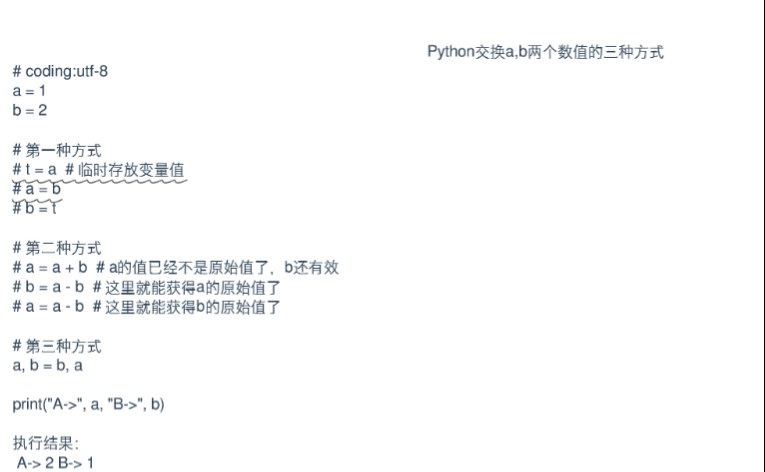 Python交换a,b两个数值的三种方式
# coding:utf-8
a = 1
b = 2
# 第一种方式
# t = a  # 临时存放变量值
# a = b
# b = t
# 第二种方式
# a = a + b  # a的值已经不是原始值了，b还有效
# b = a - b  # 这里就能获得a的原始值了
# a = a - b  # 这里就能获得b的原始值了
# 第三种方式
a, b = b, a
print("A->", a, "B->", b)
执行结果：
A-> 2 B-> 1